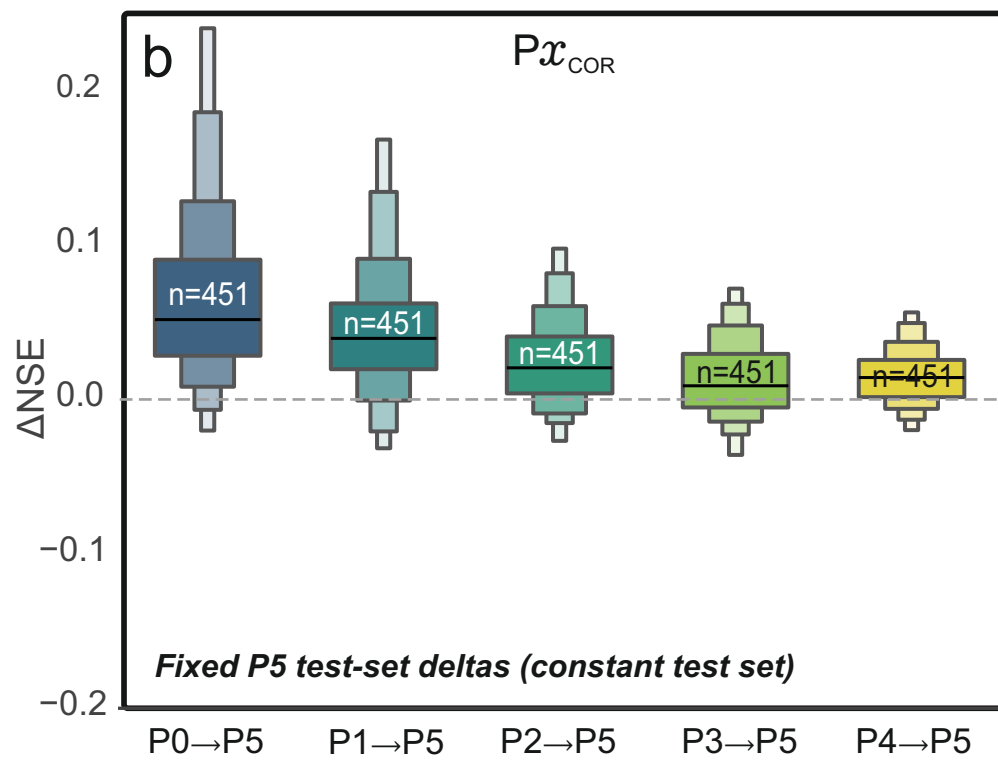 b
Px_COR
0.2
0.1
0.0
−0.1
−0.2
ΔNSE
n=451
n=451
n=451
n=451
n=451
Fixed P5 test-set deltas (constant test set)
P0→P5 P1→P5 P2→P5 P3→P5 P4→P5